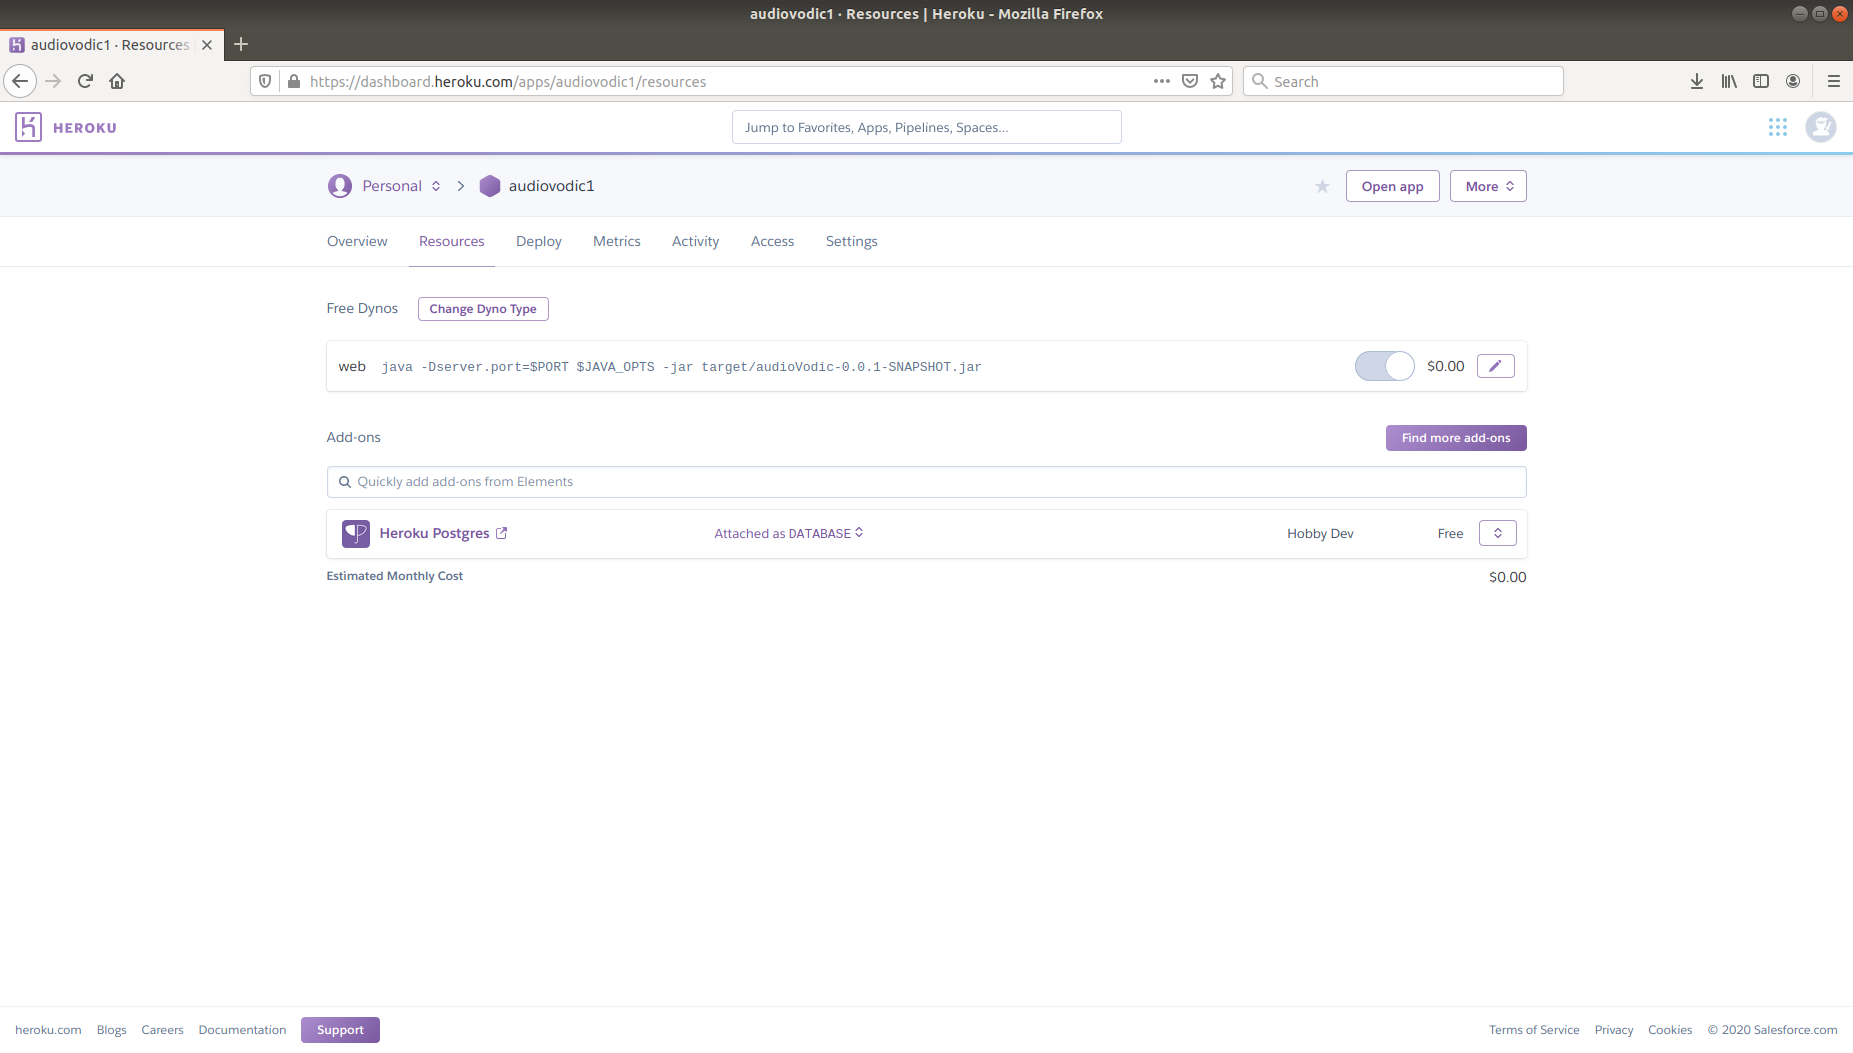 audiovodic1 · Resources | Heroku - Mozilla Firefox
audiovodic1 · Resources
https://dashboard.heroku.com/apps/audiovodic1/resources
Search
HEROKU
Jump to Favorites, Apps, Pipelines, Spaces...
Personal
audiovodic1
Open app
More
Overview
Resources
Deploy
Metrics
Activity
Access
Settings
Free Dynos
Change Dyno Type
web java -Dserver.port=$PORT $JAVA_OPTS -jar target/audioVodic-0.0.1-SNAPSHOT.jar
$0.00
Add-ons
Find more add-ons
Quickly add add-ons from Elements
Heroku Postgres
Attached as DATABASE
Hobby Dev
Free
Estimated Monthly Cost
$0.00
heroku.com
Blogs
Careers
Documentation
Support
Terms of Service
Privacy
Cookies
© 2020 Salesforce.com